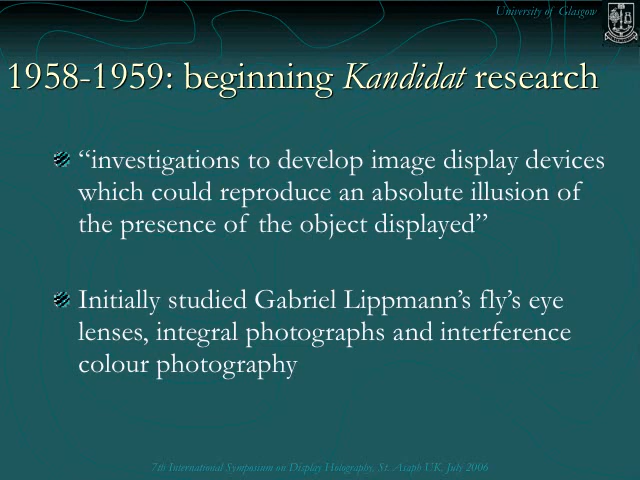 University of Glasgow
1958-1959: beginning Kandidat research
“investigations to develop image display devices
which could reproduce an absolute illusion of
the presence of the object displayed”
Initially studied Gabriel Lippmann’s fly’s eye
lenses, integral photographs and interference
colour photography
7th International Symposium on Display Holography, St. Asaph UK, July 2006